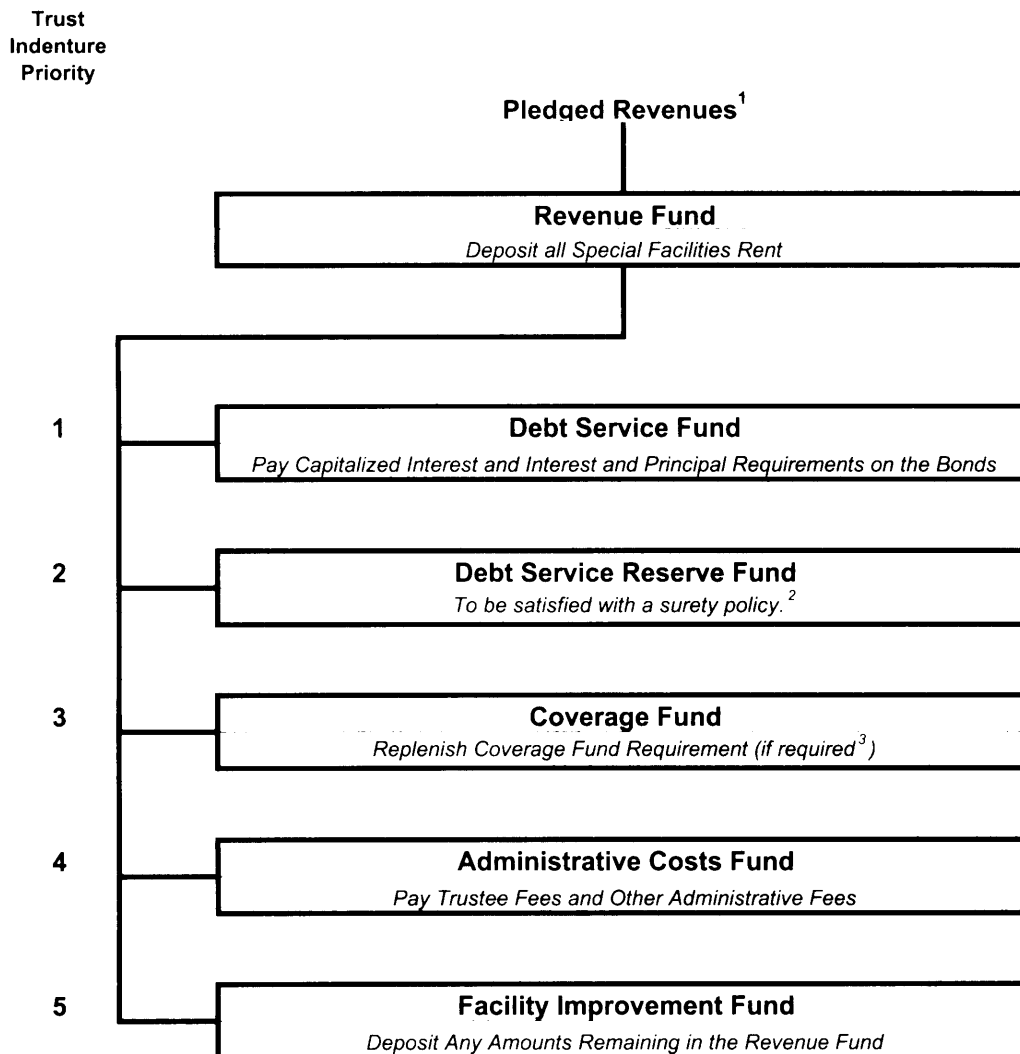 Trust
Indenture
Priority
Pledged Revenues¹
Revenue Fund
Deposit all Special Facilities Rent
1
Debt Service Fund
Pay Capitalized Interest and Interest and Principal Requirements on the Bonds
2
Debt Service Reserve Fund
To be satisfied with a surety policy.²
3
Coverage Fund
Replenish Coverage Fund Requirement (if required³)
4
Administrative Costs Fund
Pay Trustee Fees and Other Administrative Fees
5
Facility Improvement Fund
Deposit Any Amounts Remaining in the Revenue Fund